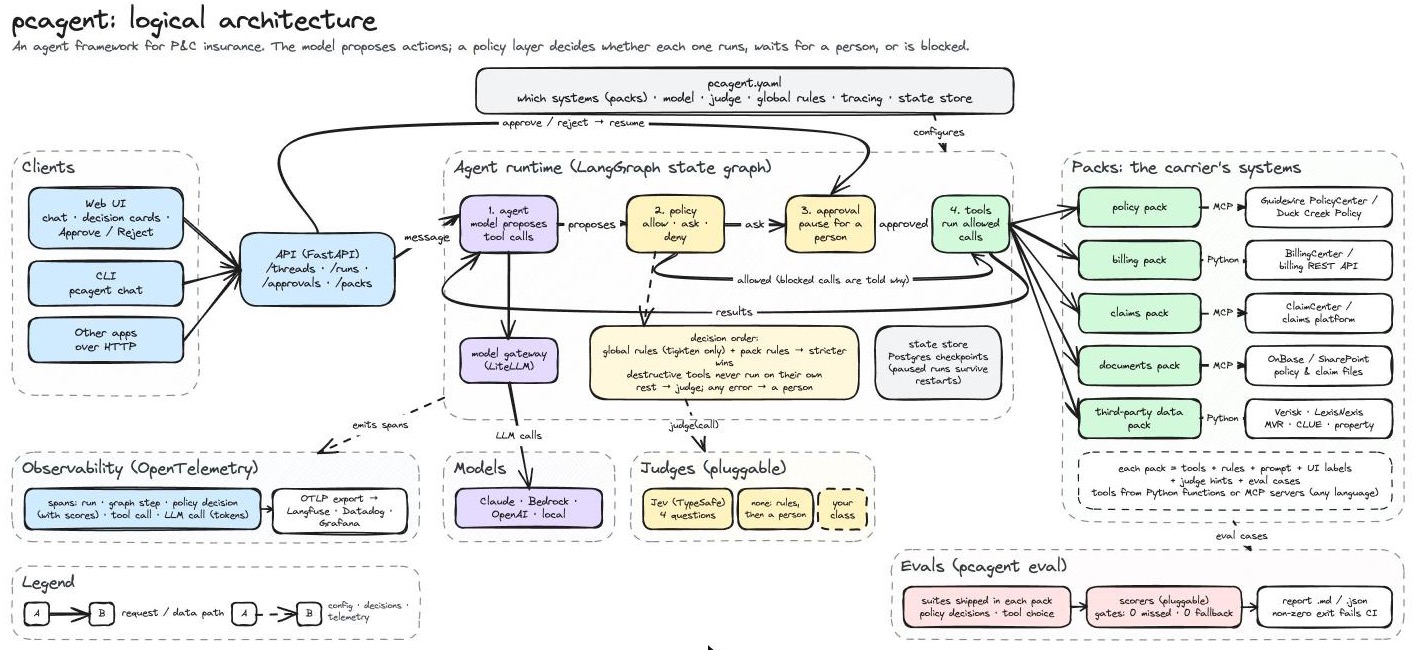 pcagent: logical architecture
An agent framework for P&C insurance. The model proposes actions; a policy layer decides whether each one runs, waits for a person, or is blocked.
pcagent.yaml
which systems (packs) · model · judge · global rules · tracing · state store
approve / reject → resume
configures
Clients
Web UI
chat · decision cards ·
Approve / Reject
CLI
pcagent chat
Other apps
over HTTP
API (FastAPI)
/threads · /runs ·
/approvals · /packs
message
Agent runtime (LangGraph state graph)
1. agent
model proposes
tool calls
proposes
2. policy
allow · ask ·
deny
ask
3. approval
pause for a
person
approved
4. tools
run allowed
calls
allowed (blocked calls are told why)
results
model gateway
(LiteLLM)
decision order:
global rules (tighten only) + pack rules → stricter
wins
destructive tools never run on their own
rest → judge; any error → a person
state store
Postgres checkpoints
(paused runs survive
restarts)
Packs: the carrier's systems
policy pack
MCP
Guidewire PolicyCenter /
Duck Creek Policy
billing pack
Python
BillingCenter /
billing REST API
claims pack
MCP
ClaimCenter /
claims platform
documents pack
MCP
OnBase / SharePoint
policy & claim files
third-party data
pack
Python
Verisk · LexisNexis
MVR · CLUE · property
each pack = tools + rules + prompt + UI labels
+ judge hints + eval cases
tools from Python functions or MCP servers (any language)
emits spans
LLM calls
judge(call)
eval cases
Observability (OpenTelemetry)
spans: run · graph step · policy decision
(with scores) · tool call · LLM call (tokens)
OTLP export →
Langfuse · Datadog ·
Grafana
Models
Claude · Bedrock ·
OpenAI · local
Judges (pluggable)
Jev (TypeSafe)
4 questions
none: rules,
then a person
your
class
Evals (pcagent eval)
suites shipped in each pack
policy decisions · tool choice
scorers (pluggable)
gates: 0 missed · 0 fallback
report .md / .json
non-zero exit fails CI
Legend
A
B
request / data path
A
B
config · decisions ·
telemetry